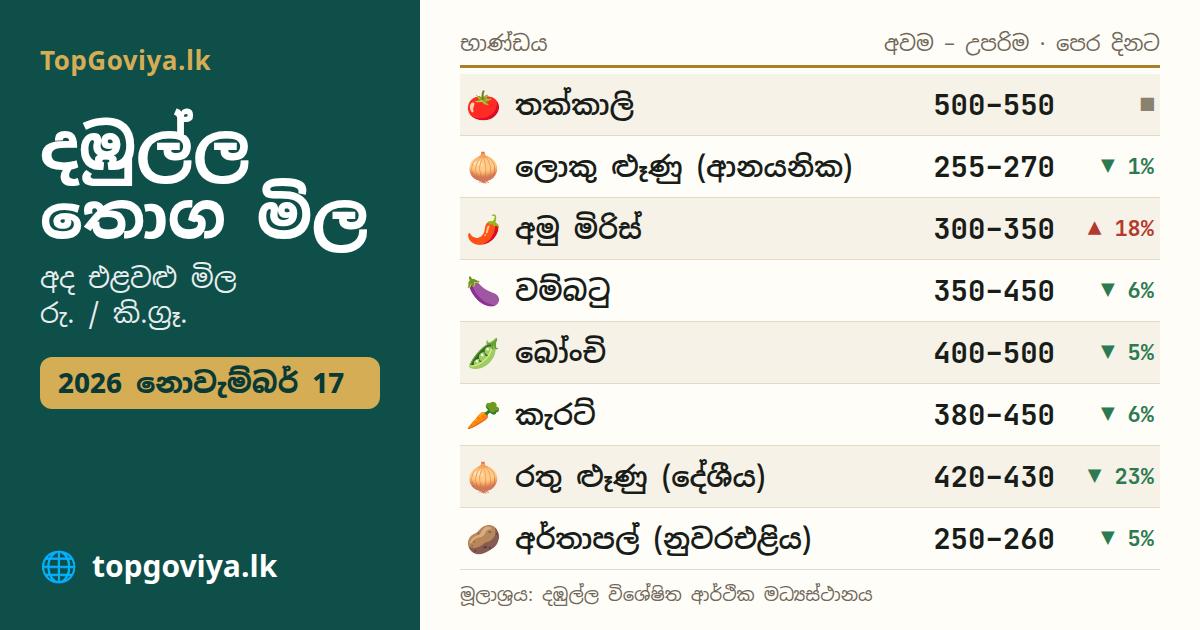 TopGoviya.lk
දඹුල්ල
තොග මිල
අද එළවළු මිල
රු. / කි.ග්‍රෑ.
2026 නොවැම්බර් 17
topgoviya.lk
භාණ්ඩය අවම – උපරිම · පෙර දිනට
තක්කාලි 500–550 ■
ලොකු ළූණු (ආනයනික) 255–270 ▼ 1%
අමු මිරිස් 300–350 ▲ 18%
වම්බටු 350–450 ▼ 6%
බෝංචි 400–500 ▼ 5%
කැරට් 380–450 ▼ 6%
රතු ළූණු (දේශීය) 420–430 ▼ 23%
අර්තාපල් (නුවරඑළිය) 250–260 ▼ 5%
මූලාශ්‍රය: දඹුල්ල විශේෂිත ආර්ථික මධ්‍යස්ථානය